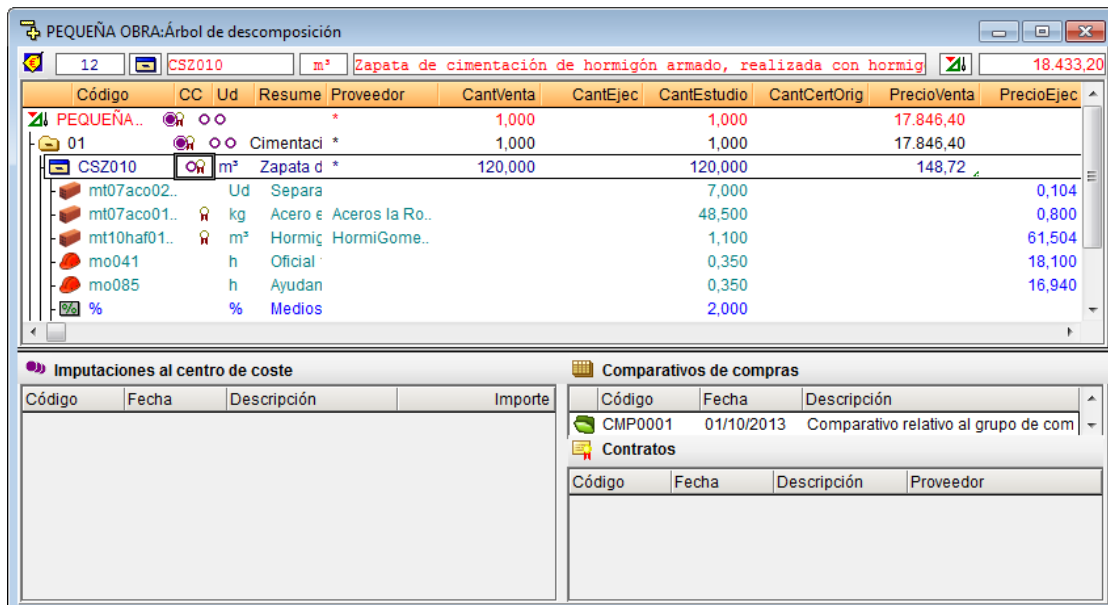 PEQUEÑA OBRA:Árbol de descomposición
12 CSZ010 m³ Zapata de cimentación de hormigón armado, realizada con hormig 18.433,20
Código CC Ud Resume Proveedor CantVenta CantEjec CantEstudio CantCertOrig PrecioVenta PrecioEjec
PEQUEÑA.. * 1,000 1,000 17.846,40
01 Cimentaci * 1,000 1,000 17.846,40
CSZ010 m³ Zapata d * 120,000 120,000 148,72
mt07aco02.. Ud Separa 7,000 0,104
mt07aco01.. kg Acero e Aceros la Ro.. 48,500 0,800
mt10haf01.. m³ Hormig HormiGome.. 1,100 61,504
mo041 h Oficial 0,350 18,100
mo085 h Ayudan 0,350 16,940
% % Medios 2,000
Imputaciones al centro de coste
Código Fecha Descripción Importe
Comparativos de compras
Código Fecha Descripción
CMP0001 01/10/2013 Comparativo relativo al grupo de com
Contratos
Código Fecha Descripción Proveedor